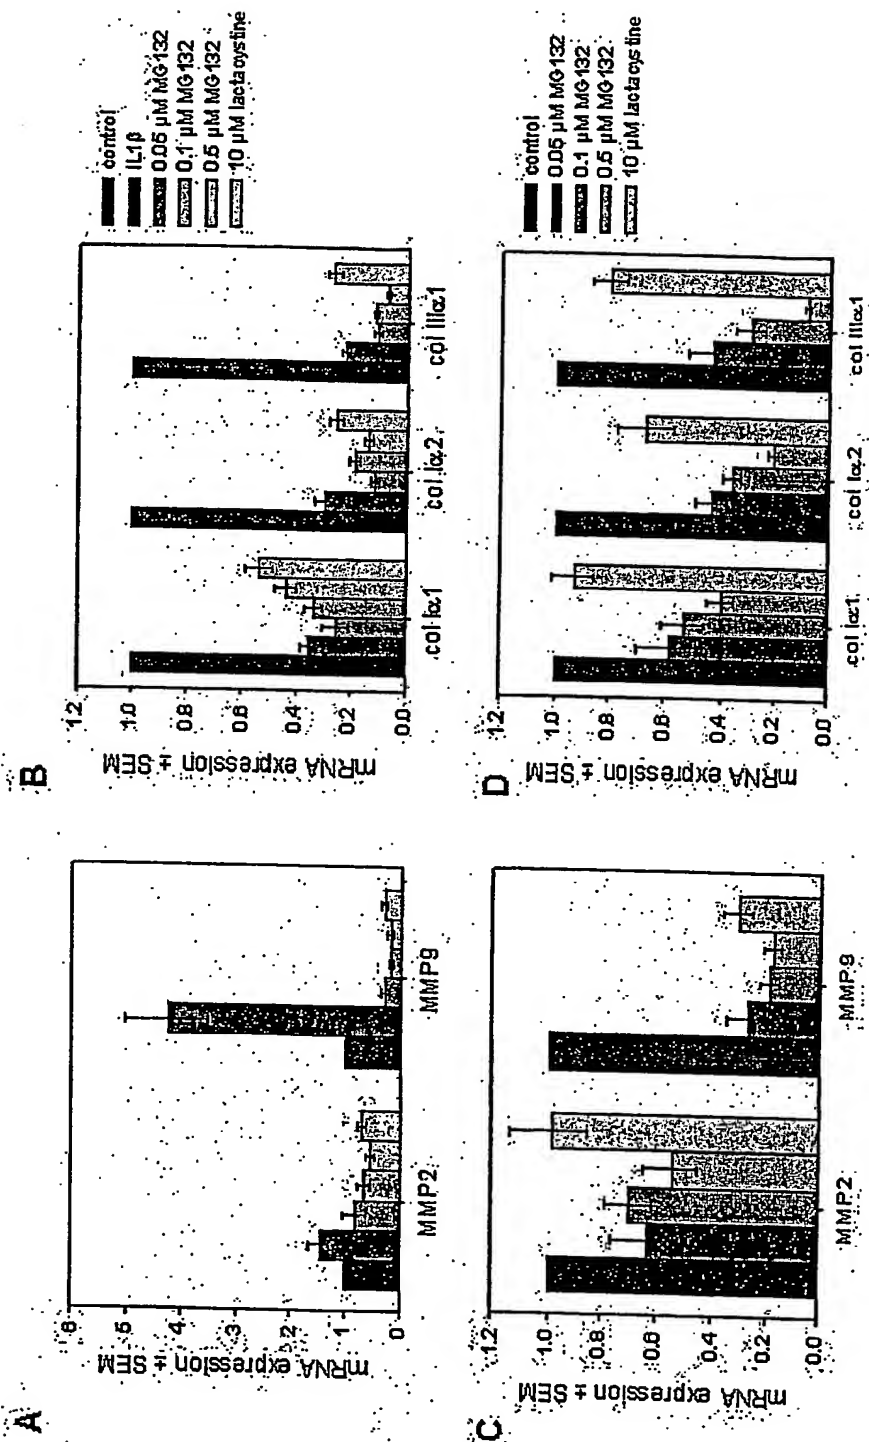 A
mRNA expression ± SEM
6
5
4
3
2
1
0
MMP2
MMP9
B
mRNA expression ± SEM
1.2
1.0
0.8
0.6
0.4
0.2
0.0
col Iα1
col Iα2
col IIIα1
control
IL1β
0.05 µM MG132
0.1 µM MG132
0.5 µM MG132
10 µM lactacystine
C
mRNA expression ± SEM
1.2
1.0
0.8
0.6
0.4
0.2
0.0
MMP2
MMP9
D
mRNA expression ± SEM
1.2
1.0
0.8
0.6
0.4
0.2
0.0
col Iα1
col Iα2
col IIIα1
control
0.05 µM MG132
0.1 µM MG132
0.5 µM MG132
10 µM lactacystine